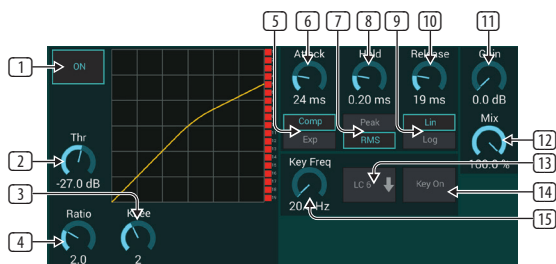 5 6 7 8 9 10 11
Attack Hold Release Gain
1 ON
24 ms 0.20 ms 19 ms 0.0 dB
Comp Peak Lin Mix
Exp RMS Log
12
Thr 100.0 %
2 13
-27.0 dB Key Freq
LC 6 Key On
3 14
Ratio Knee 20.0 Hz
4 15
2.0 2